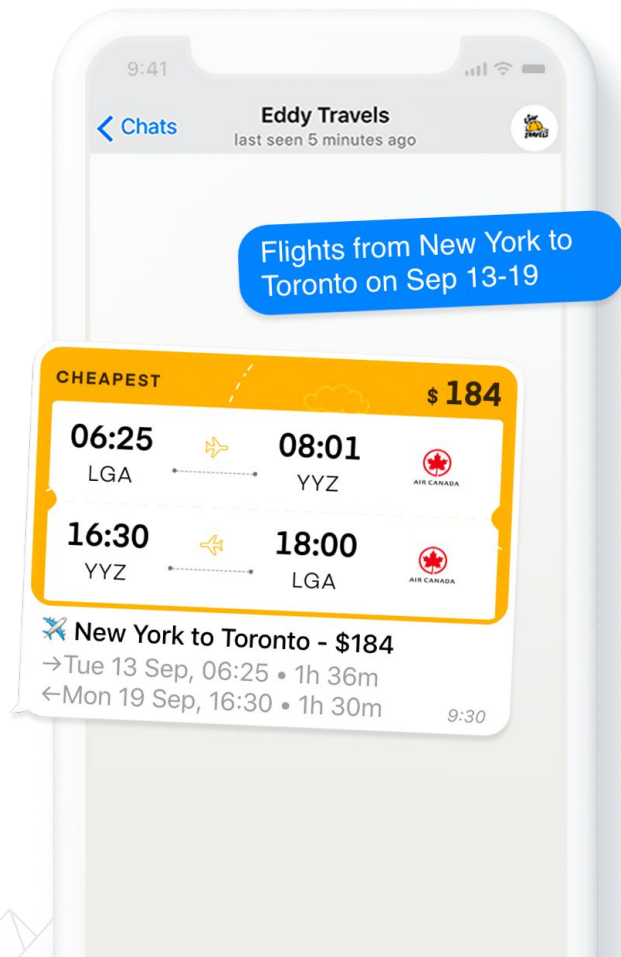 9:41
Chats
Eddy Travels
last seen 5 minutes ago
Flights from New York to
Toronto on Sep 13-19
CHEAPEST
$ 184
06:25
08:01
LGA
YYZ
AIR CANADA
16:30
18:00
YYZ
LGA
AIR CANADA
New York to Toronto - $184
→Tue 13 Sep, 06:25 • 1h 36m
←Mon 19 Sep, 16:30 • 1h 30m
9:30